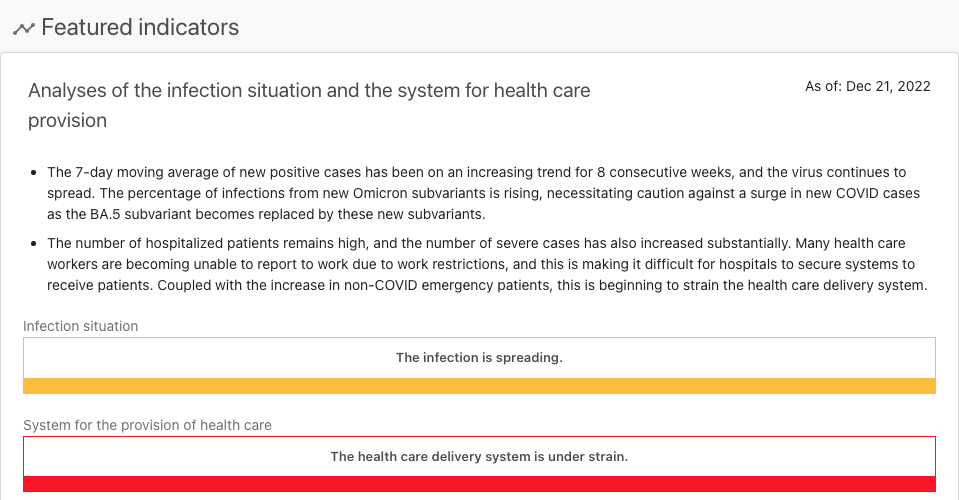 Featured indicators
Analyses of the infection situation and the system for health care
provision
As of: Dec 21, 2022
The 7-day moving average of new positive cases has been on an increasing trend for 8 consecutive weeks, and the virus continues to
spread. The percentage of infections from new Omicron subvariants is rising, necessitating caution against a surge in new COVID cases
as the BA.5 subvariant becomes replaced by these new subvariants.
The number of hospitalized patients remains high, and the number of severe cases has also increased substantially. Many health care
workers are becoming unable to report to work due to work restrictions, and this is making it difficult for hospitals to secure systems to
receive patients. Coupled with the increase in non-COVID emergency patients, this is beginning to strain the health care delivery system.
Infection situation
The infection is spreading.
System for the provision of health care
The health care delivery system is under strain.